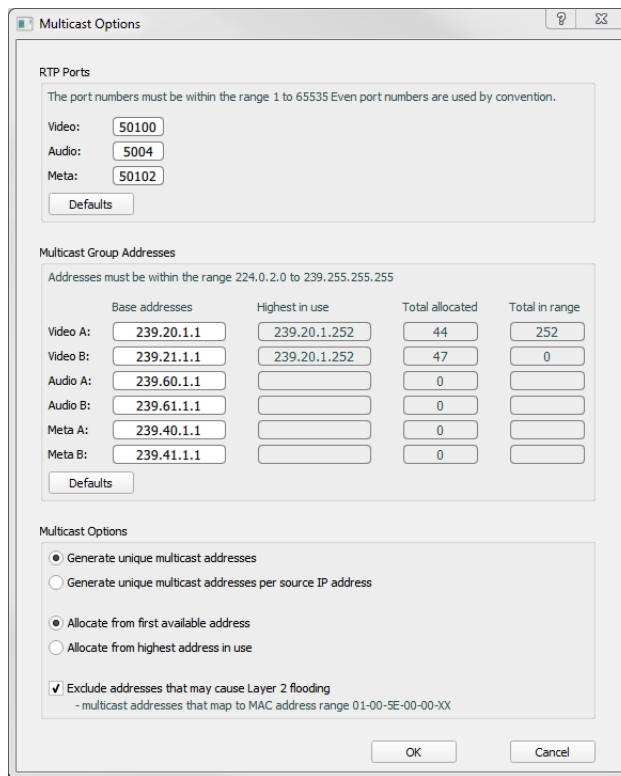 Multicast Options
RTP Ports
The port numbers must be within the range 1 to 65535 Even port numbers are used by convention.
Video: 50100
Audio: 5004
Meta: 50102
Defaults
Multicast Group Addresses
Addresses must be within the range 224.0.2.0 to 239.255.255.255
Base addresses Highest in use Total allocated Total in range
Video A: 239.20.1.1 239.20.1.252 44 252
Video B: 239.21.1.1 239.20.1.252 47 0
Audio A: 239.60.1.1 0
Audio B: 239.61.1.1 0
Meta A: 239.40.1.1 0
Meta B: 239.41.1.1 0
Defaults
Multicast Options
Generate unique multicast addresses
Generate unique multicast addresses per source IP address
Allocate from first available address
Allocate from highest address in use
Exclude addresses that may cause Layer 2 flooding
- multicast addresses that map to MAC address range 01-00-5E-00-00-XX
OK Cancel